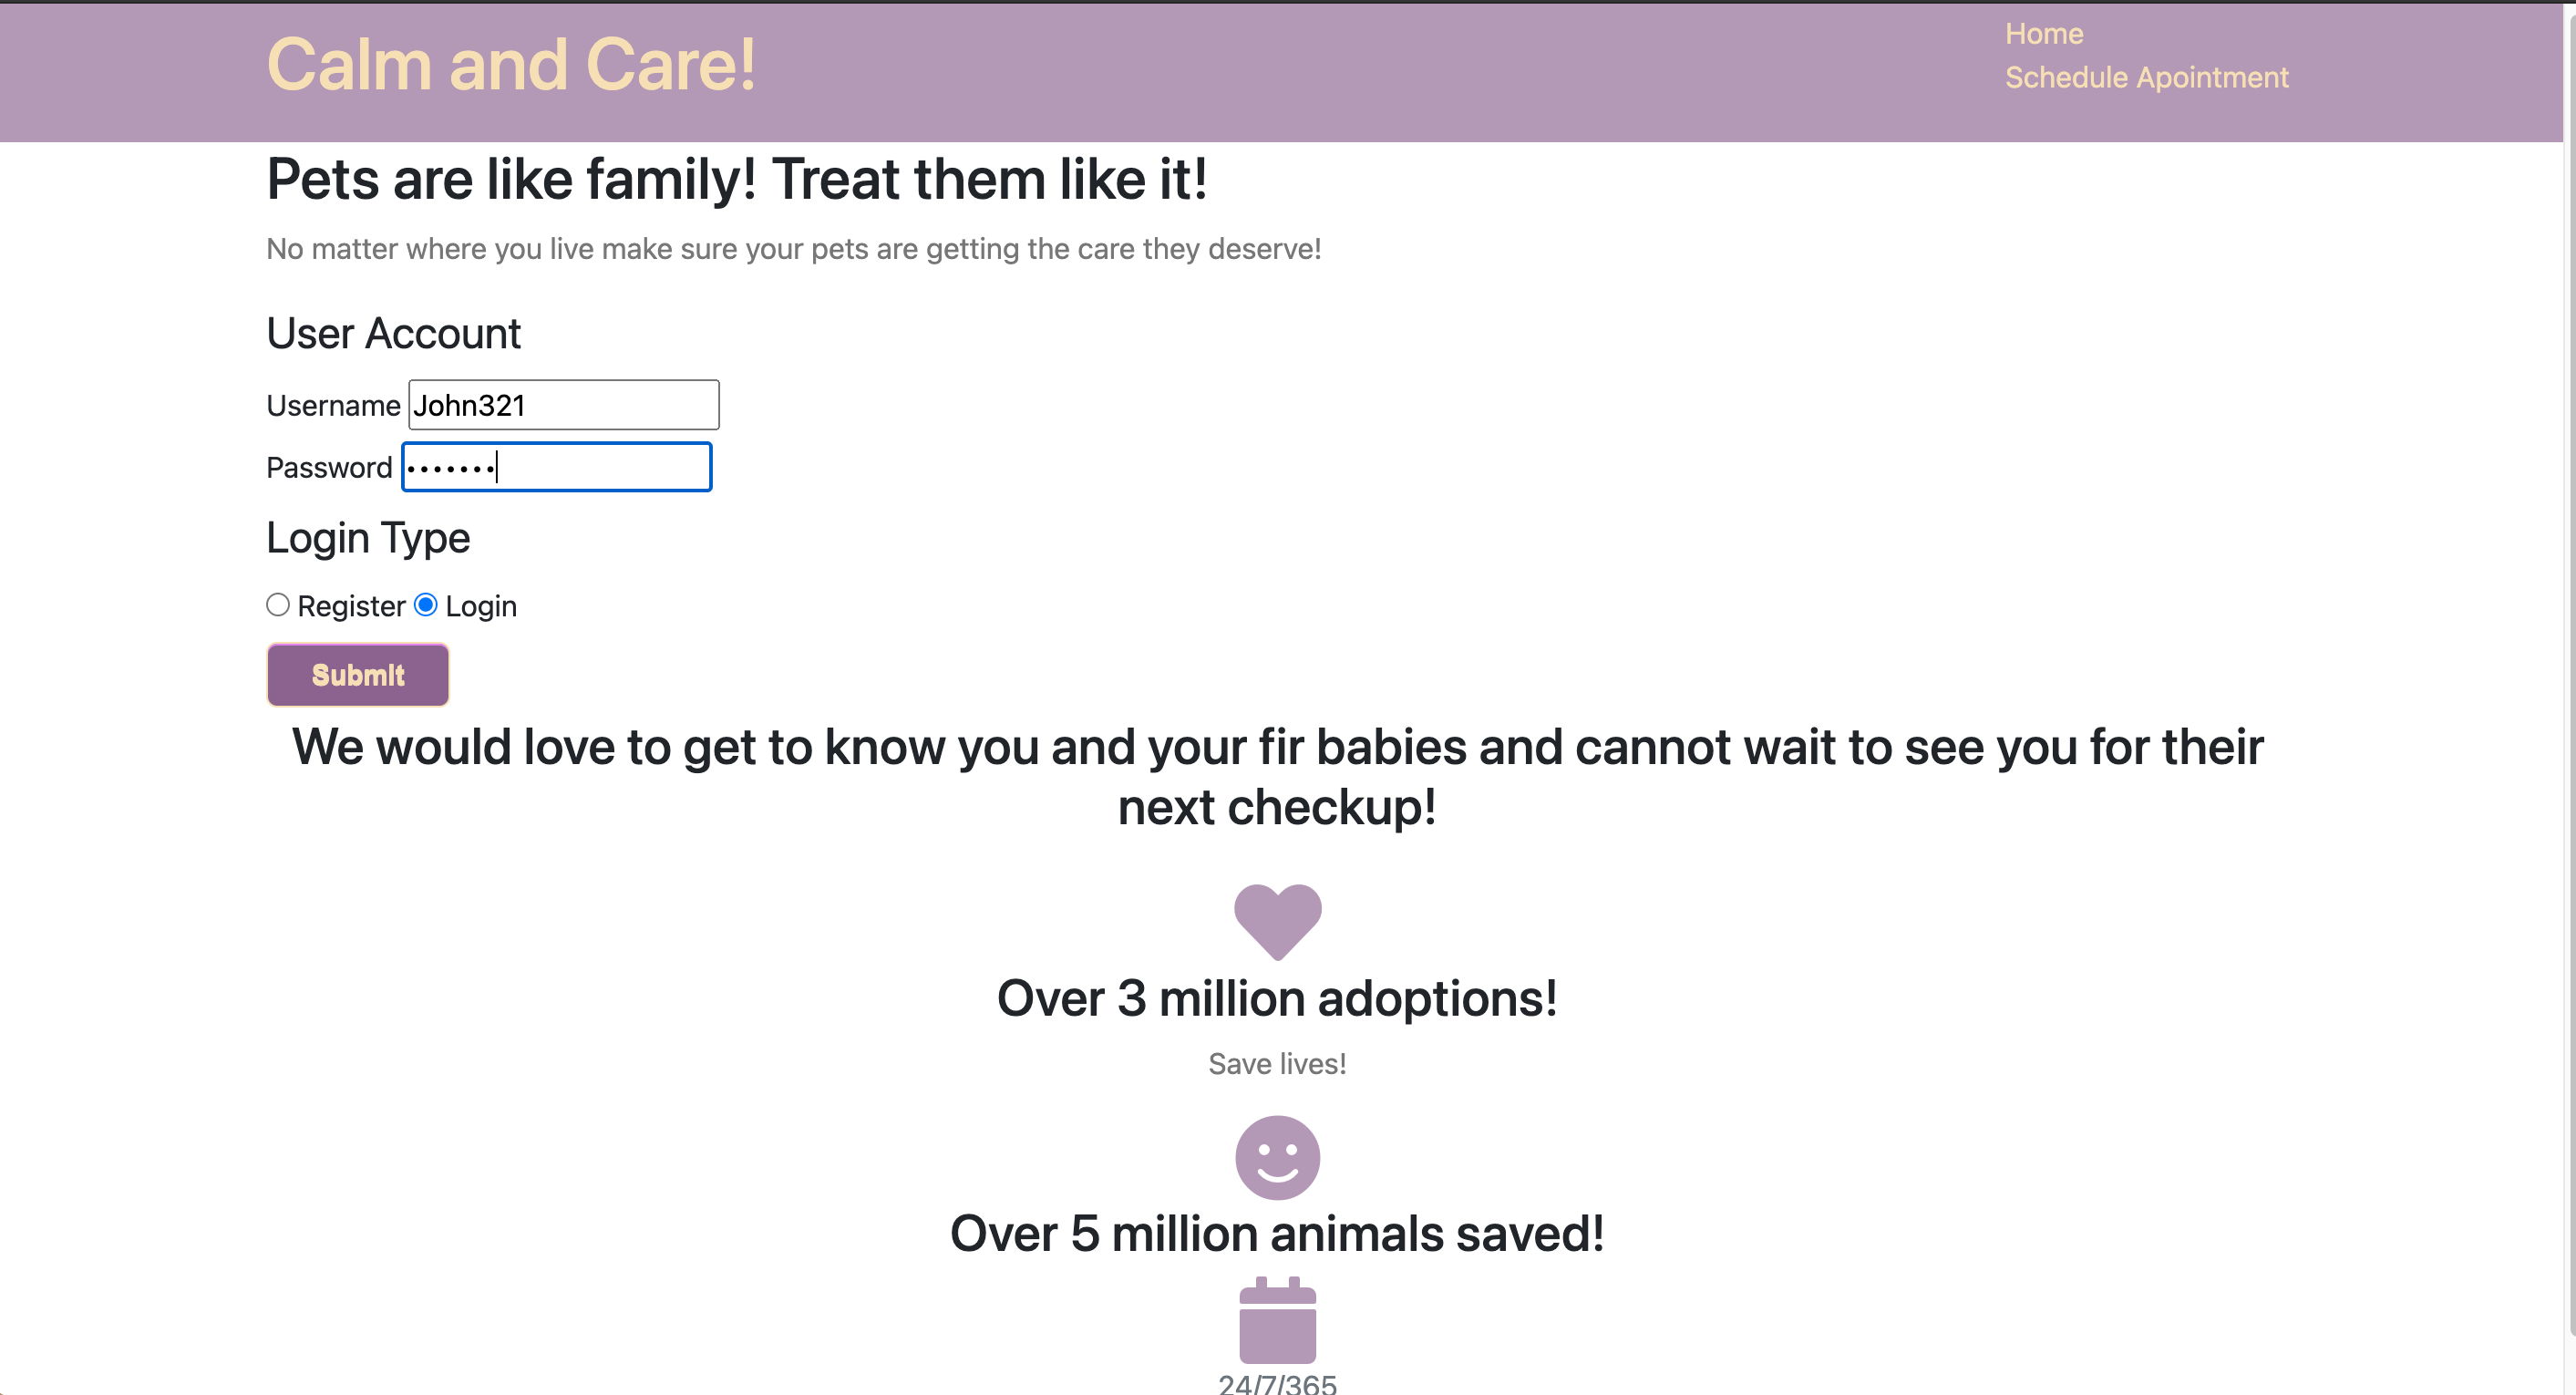 Calm and Care!
Home
Schedule Apointment
Pets are like family! Treat them like it!
No matter where you live make sure your pets are getting the care they deserve!
User Account
Username John321
Password •••••••
Login Type
Register Login
Submit
We would love to get to know you and your fir babies and cannot wait to see you for their
next checkup!
Over 3 million adoptions!
Save lives!
Over 5 million animals saved!
24/7/365